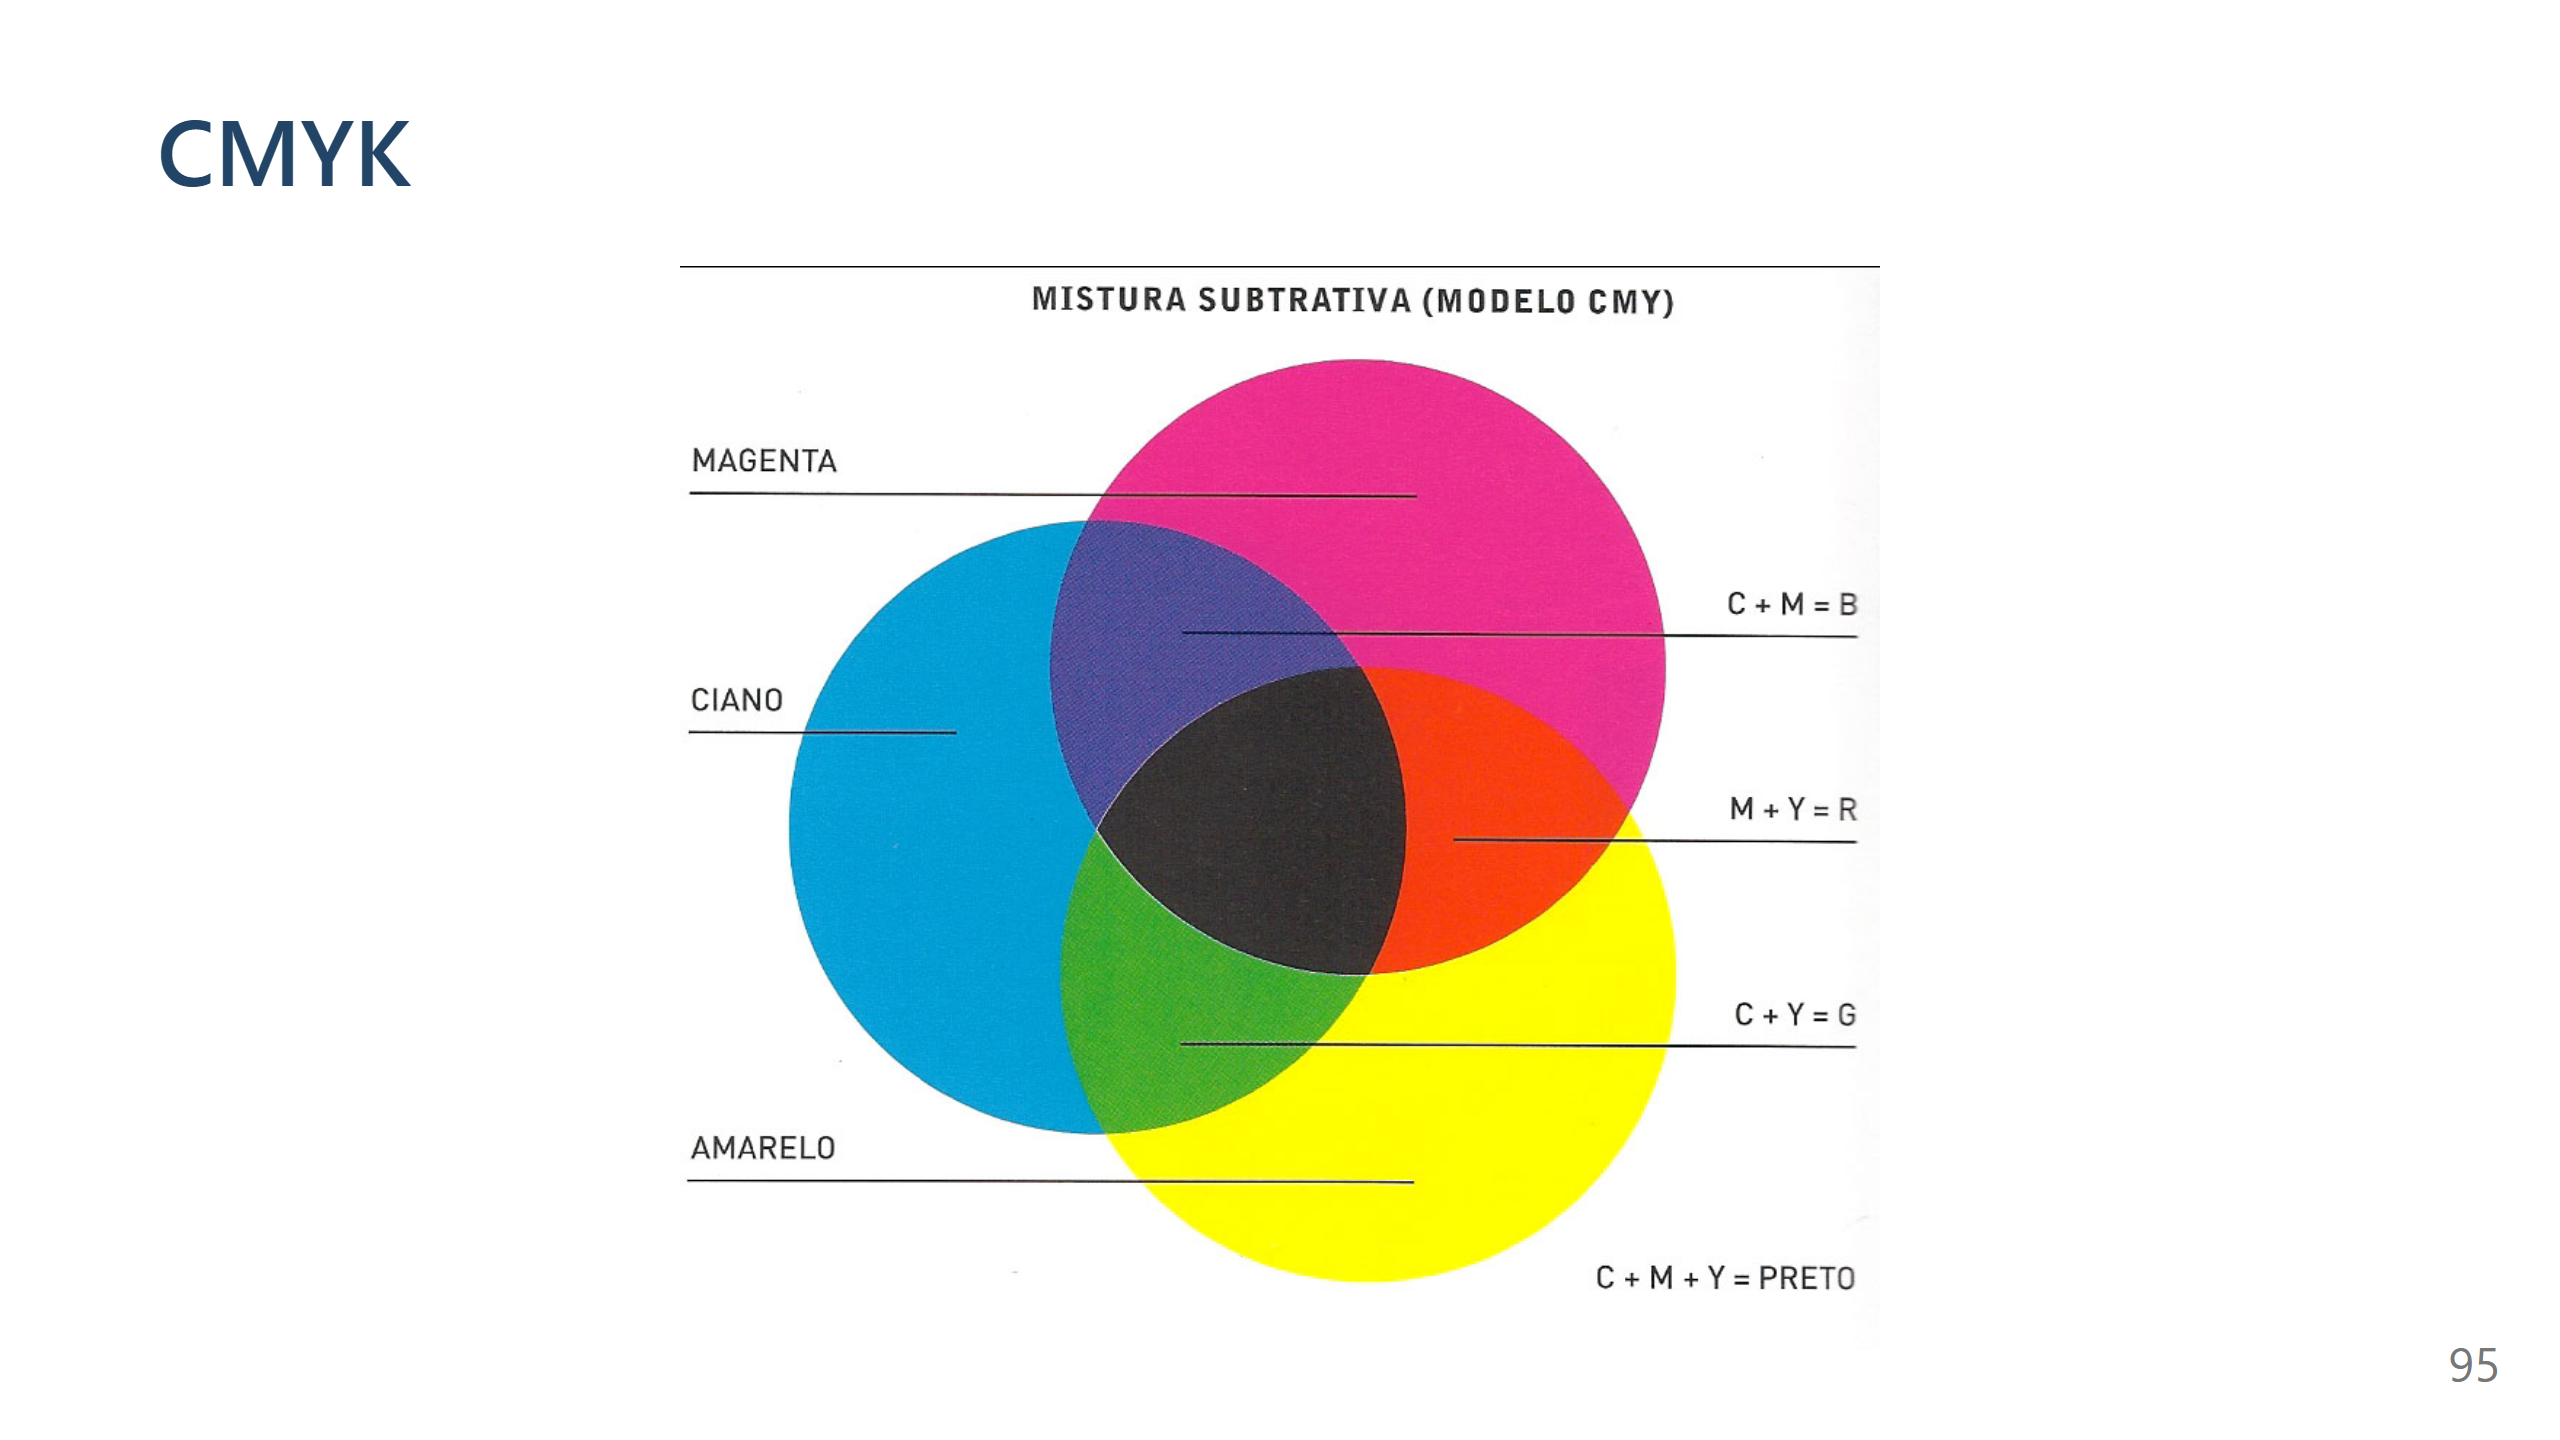 CMYK
MISTURA SUBTRATIVA (MODELO CMY)
MAGENTA
C + M = B
CIANO
M + Y = R
C + Y = G
AMARELO
C + M + Y = PRETO
95